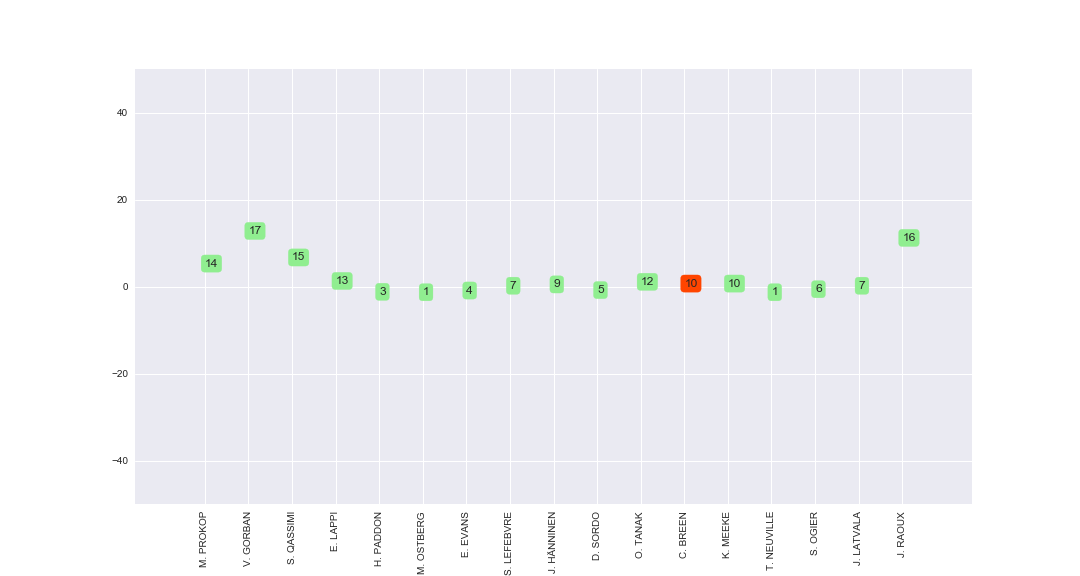 40
20
0
−20
−40
14
17
15
13
3
1
4
7
9
5
12
10
10
1
6
7
16
M. PROKOP
V. GORBAN
S. QASSIMI
E. LAPPI
H. PADDON
M. OSTBERG
E. EVANS
S. LEFEBVRE
J. HANNINEN
D. SORDO
O. TANAK
C. BREEN
K. MEEKE
T. NEUVILLE
S. OGIER
J. LATVALA
J. RAOUX